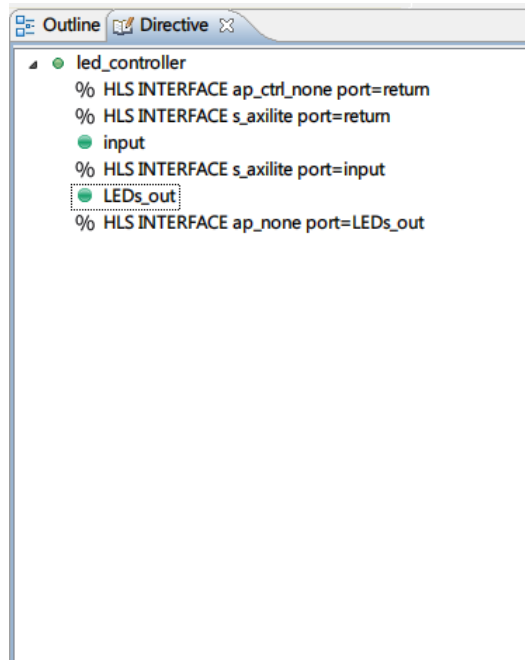 Outline Directive
led_controller
% HLS INTERFACE ap_ctrl_none port=return
% HLS INTERFACE s_axilite port=return
input
% HLS INTERFACE s_axilite port=input
LEDs_out
% HLS INTERFACE ap_none port=LEDs_out